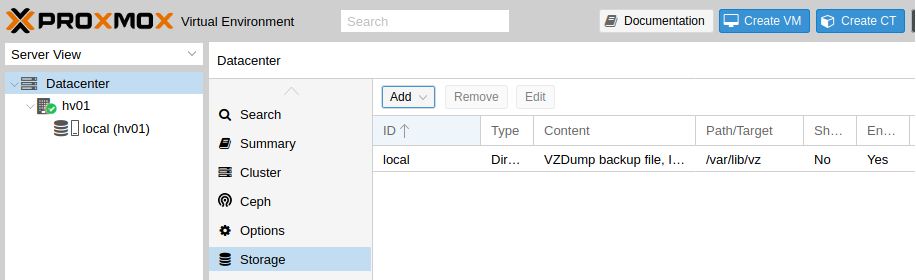 PROXMOX Virtual Environment Search Documentation Create VM Create CT
Server View
Datacenter
hv01
local (hv01)
Datacenter
Search
Summary
Cluster
Ceph
Options
Storage
Add Remove Edit
ID Type Content Path/Target Sh… En…
local Dir… VZDump backup file, I… /var/lib/vz No Yes